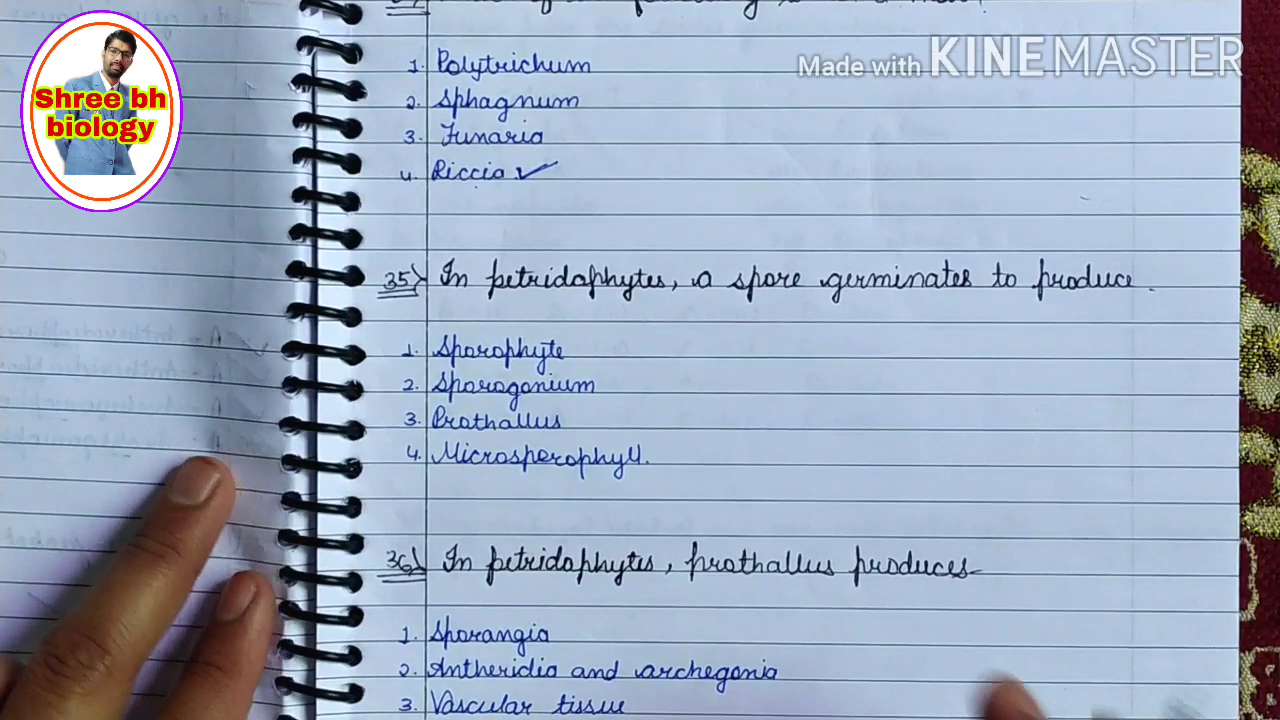 Made with KINEMASTER
Shree bh
biology
1. Polytrichum
2. Sphagnum
3. Funaria
4. Riccia ✓
35) In petridophytes, a spore germinates to produce.
1. Sporophyte
2. Sporogonium
3. Prothallus
4. Microsporophyll.
36) In petridophytes, prothallus produces-
1. Sporangia
2. Antheridia and archegonia
3. Vascular tissue